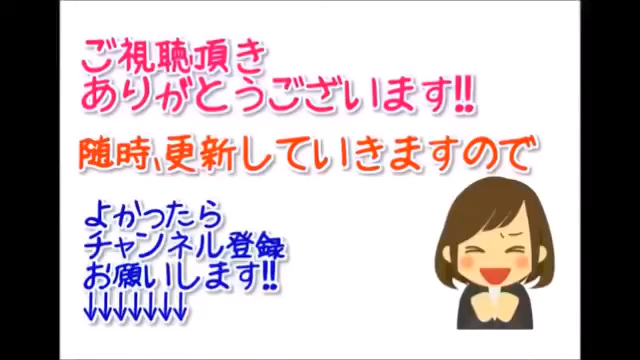 ご視聴頂き
ありがとうございます!!
随時、更新していきますので
よかったら
チャンネル登録
お願いします!!
↓↓↓↓↓↓↓